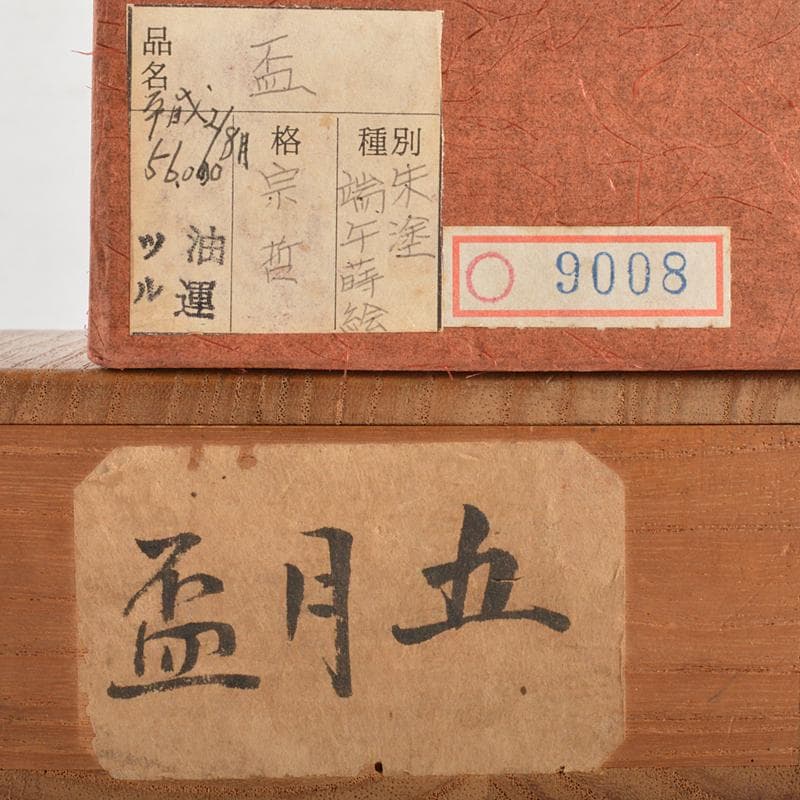 品名
盃
種別
朱塗
端午蒔絵
格
宗哲
平成2/8月
56,000
油運
ツル
9008
五月盃